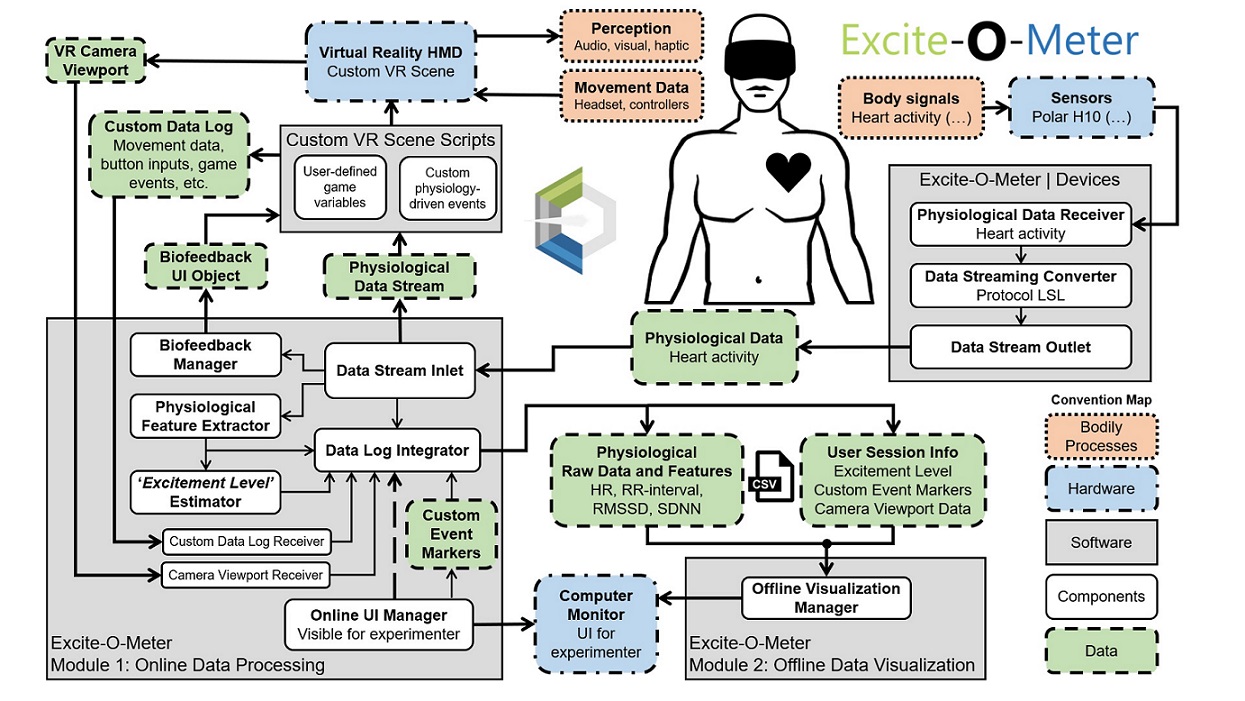 Excite-O-Meter
VR Camera
Viewport
Virtual Reality HMD
Custom VR Scene
Perception
Audio, visual, haptic
Movement Data
Headset, controllers
Body signals
Heart activity (...)
Sensors
Polar H10 (...)
Custom Data Log
Movement data,
button inputs, game
events, etc.
Custom VR Scene Scripts
User-defined
game
variables
Custom
physiology-
driven events
Excite-O-Meter | Devices
Physiological Data Receiver
Heart activity
Data Streaming Converter
Protocol LSL
Data Stream Outlet
Biofeedback
UI Object
Physiological
Data Stream
Physiological Data
Heart activity
Biofeedback
Manager
Data Stream Inlet
Physiological
Feature Extractor
Data Log Integrator
'Excitement Level'
Estimator
Custom
Event
Markers
Custom Data Log Receiver
Camera Viewport Receiver
Online UI Manager
Visible for experimenter
Excite-O-Meter
Module 1: Online Data Processing
Physiological
Raw Data and Features
HR, RR-interval,
RMSSD, SDNN
CSV
User Session Info
Excitement Level
Custom Event Markers
Camera Viewport Data
Computer
Monitor
UI for
experimenter
Offline Visualization
Manager
Excite-O-Meter
Module 2: Offline Data Visualization
Convention Map
Bodily
Processes
Hardware
Software
Components
Data